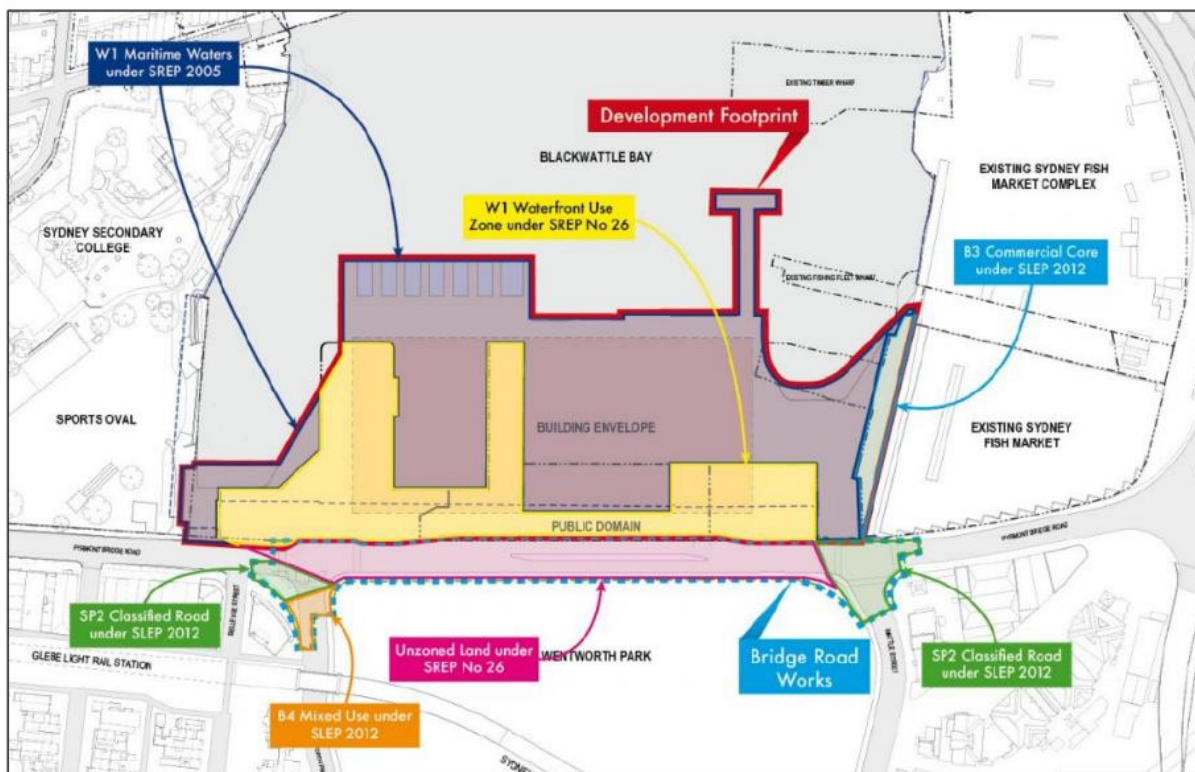 W1 Maritime Waters
under SREP 2005
EXISTING TIMBER WHARF
Development Footprint
BLACKWATTLE BAY
EXISTING SYDNEY FISH
MARKET COMPLEX
W1 Waterfront Use
Zone under SREP No 26
SYDNEY SECONDARY
COLLEGE
B3 Commercial Core
under SLEP 2012
EXISTING FISHING FLEET WHARF
SPORTS OVAL
BUILDING ENVELOPE
EXISTING SYDNEY
FISH MARKET
PUBLIC DOMAIN
PYRMONT BRIDGE ROAD
PYRMONT BRIDGE ROAD
SP2 Classified Road
under SLEP 2012
BELLEVUE STREET
Unzoned Land under
SREP No 26
WENTWORTH PARK
Bridge Road
Works
WATTLE STREET
SP2 Classified Road
under SLEP 2012
GLEBE LIGHT RAIL STATION
B4 Mixed Use under
SLEP 2012